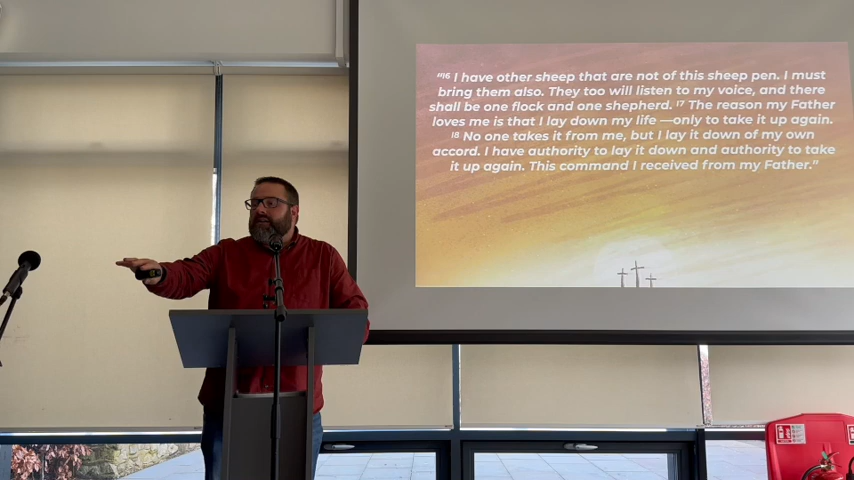 "¹⁶ I have other sheep that are not of this sheep pen. I must
bring them also. They too will listen to my voice, and there
shall be one flock and one shepherd. ¹⁷ The reason my Father
loves me is that I lay down my life —only to take it up again.
¹⁸ No one takes it from me, but I lay it down of my own
accord. I have authority to lay it down and authority to take
it up again. This command I received from my Father."